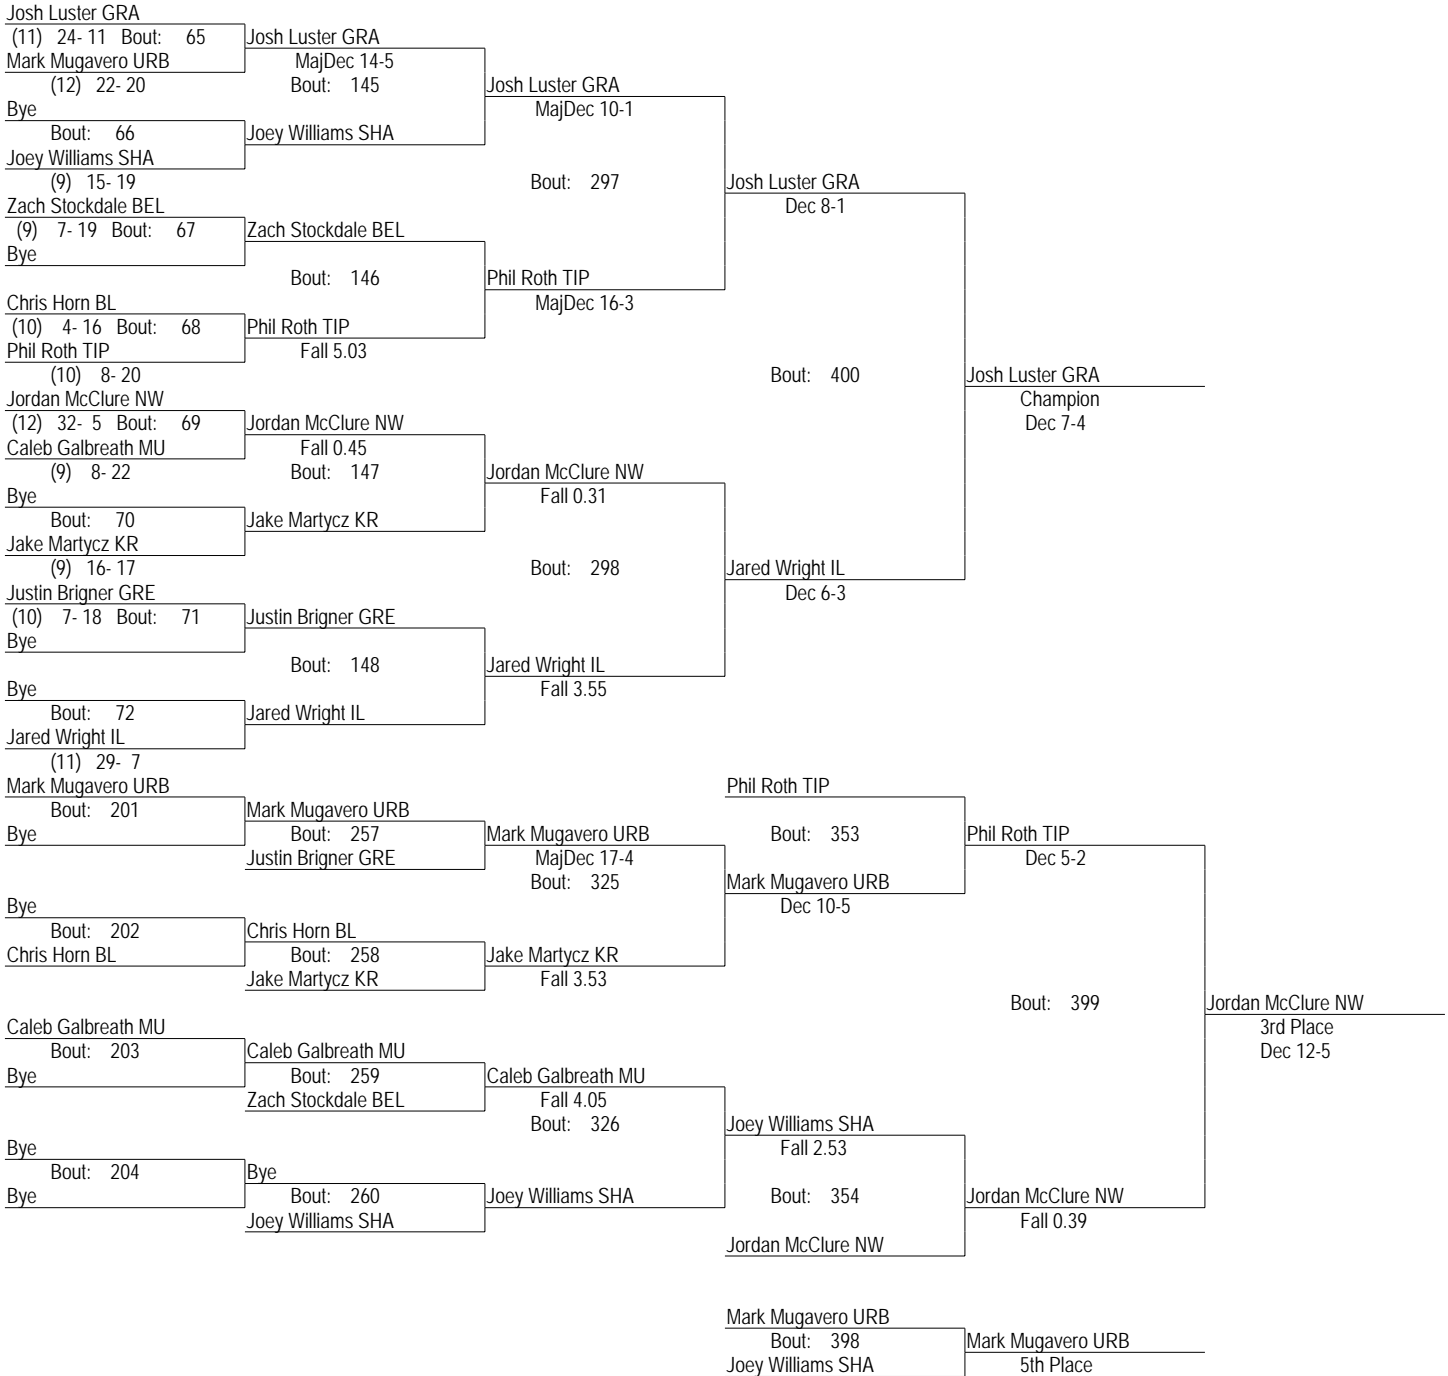 Josh Luster GRA
(11) 24- 11 Bout: 65 Josh Luster GRA
Mark Mugavero URB MajDec 14-5
(12) 22- 20 Bout: 145 Josh Luster GRA
Bye MajDec 10-1
Bout: 66 Joey Williams SHA
Joey Williams SHA
(9) 15- 19 Bout: 297 Josh Luster GRA
Zach Stockdale BEL Dec 8-1
(9) 7- 19 Bout: 67 Zach Stockdale BEL
Bye
Bout: 146 Phil Roth TIP
Chris Horn BL MajDec 16-3
(10) 4- 16 Bout: 68 Phil Roth TIP
Phil Roth TIP Fall 5.03
(10) 8- 20 Bout: 400 Josh Luster GRA
Jordan McClure NW Champion
(12) 32- 5 Bout: 69 Jordan McClure NW Dec 7-4
Caleb Galbreath MU Fall 0.45
(9) 8- 22 Bout: 147 Jordan McClure NW
Bye Fall 0.31
Bout: 70 Jake Martycz KR
Jake Martycz KR
(9) 16- 17 Bout: 298 Jared Wright IL
Justin Brigner GRE Dec 6-3
(10) 7- 18 Bout: 71 Justin Brigner GRE
Bye
Bout: 148 Jared Wright IL
Bye Fall 3.55
Bout: 72 Jared Wright IL
Jared Wright IL
(11) 29- 7
Mark Mugavero URB Phil Roth TIP
Bout: 201 Mark Mugavero URB
Bye Bout: 257 Mark Mugavero URB Bout: 353 Phil Roth TIP
Justin Brigner GRE MajDec 17-4 Dec 5-2
Bout: 325 Mark Mugavero URB
Bye Dec 10-5
Bout: 202 Chris Horn BL
Chris Horn BL Bout: 258 Jake Martycz KR
Jake Martycz KR Fall 3.53
Bout: 399 Jordan McClure NW
Caleb Galbreath MU 3rd Place
Bout: 203 Caleb Galbreath MU Dec 12-5
Bye Bout: 259 Caleb Galbreath MU
Zach Stockdale BEL Fall 4.05
Bout: 326 Joey Williams SHA
Bye Fall 2.53
Bout: 204 Bye
Bye Bout: 260 Joey Williams SHA Bout: 354 Jordan McClure NW
Joey Williams SHA Fall 0.39
Jordan McClure NW
Mark Mugavero URB
Bout: 398 Mark Mugavero URB
Joey Williams SHA 5th Place